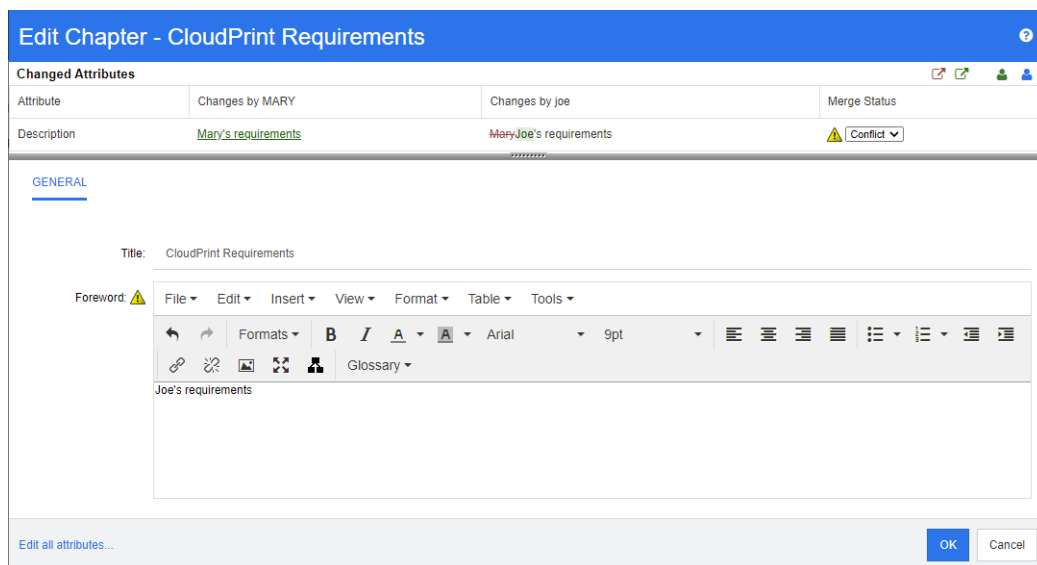 Edit Chapter - CloudPrint Requirements
Changed Attributes
Attribute Changes by MARY Changes by joe Merge Status
Description Mary's requirements MaryJoe's requirements Conflict
GENERAL
Title: CloudPrint Requirements
Foreword: File Edit Insert View Format Table Tools
Formats B I A A Arial 9pt
Glossary
Joe's requirements
Edit all attributes... OK Cancel